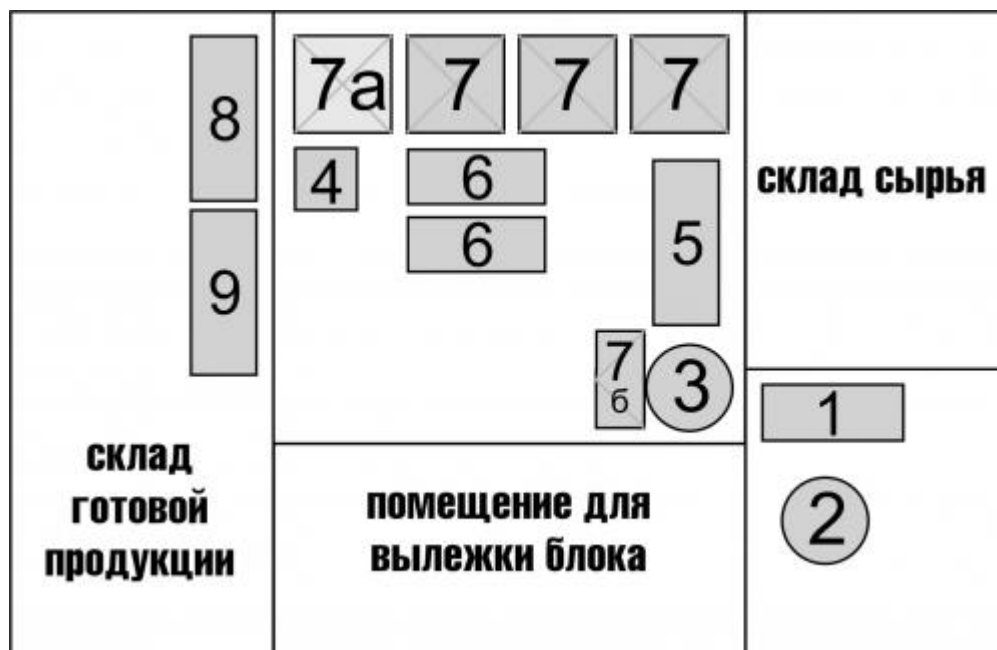 8
9
склад
готовой
продукции
7а
7
7
7
4
6
6
5
7
б
3
помещение для
вылежки блока
склад сырья
1
2